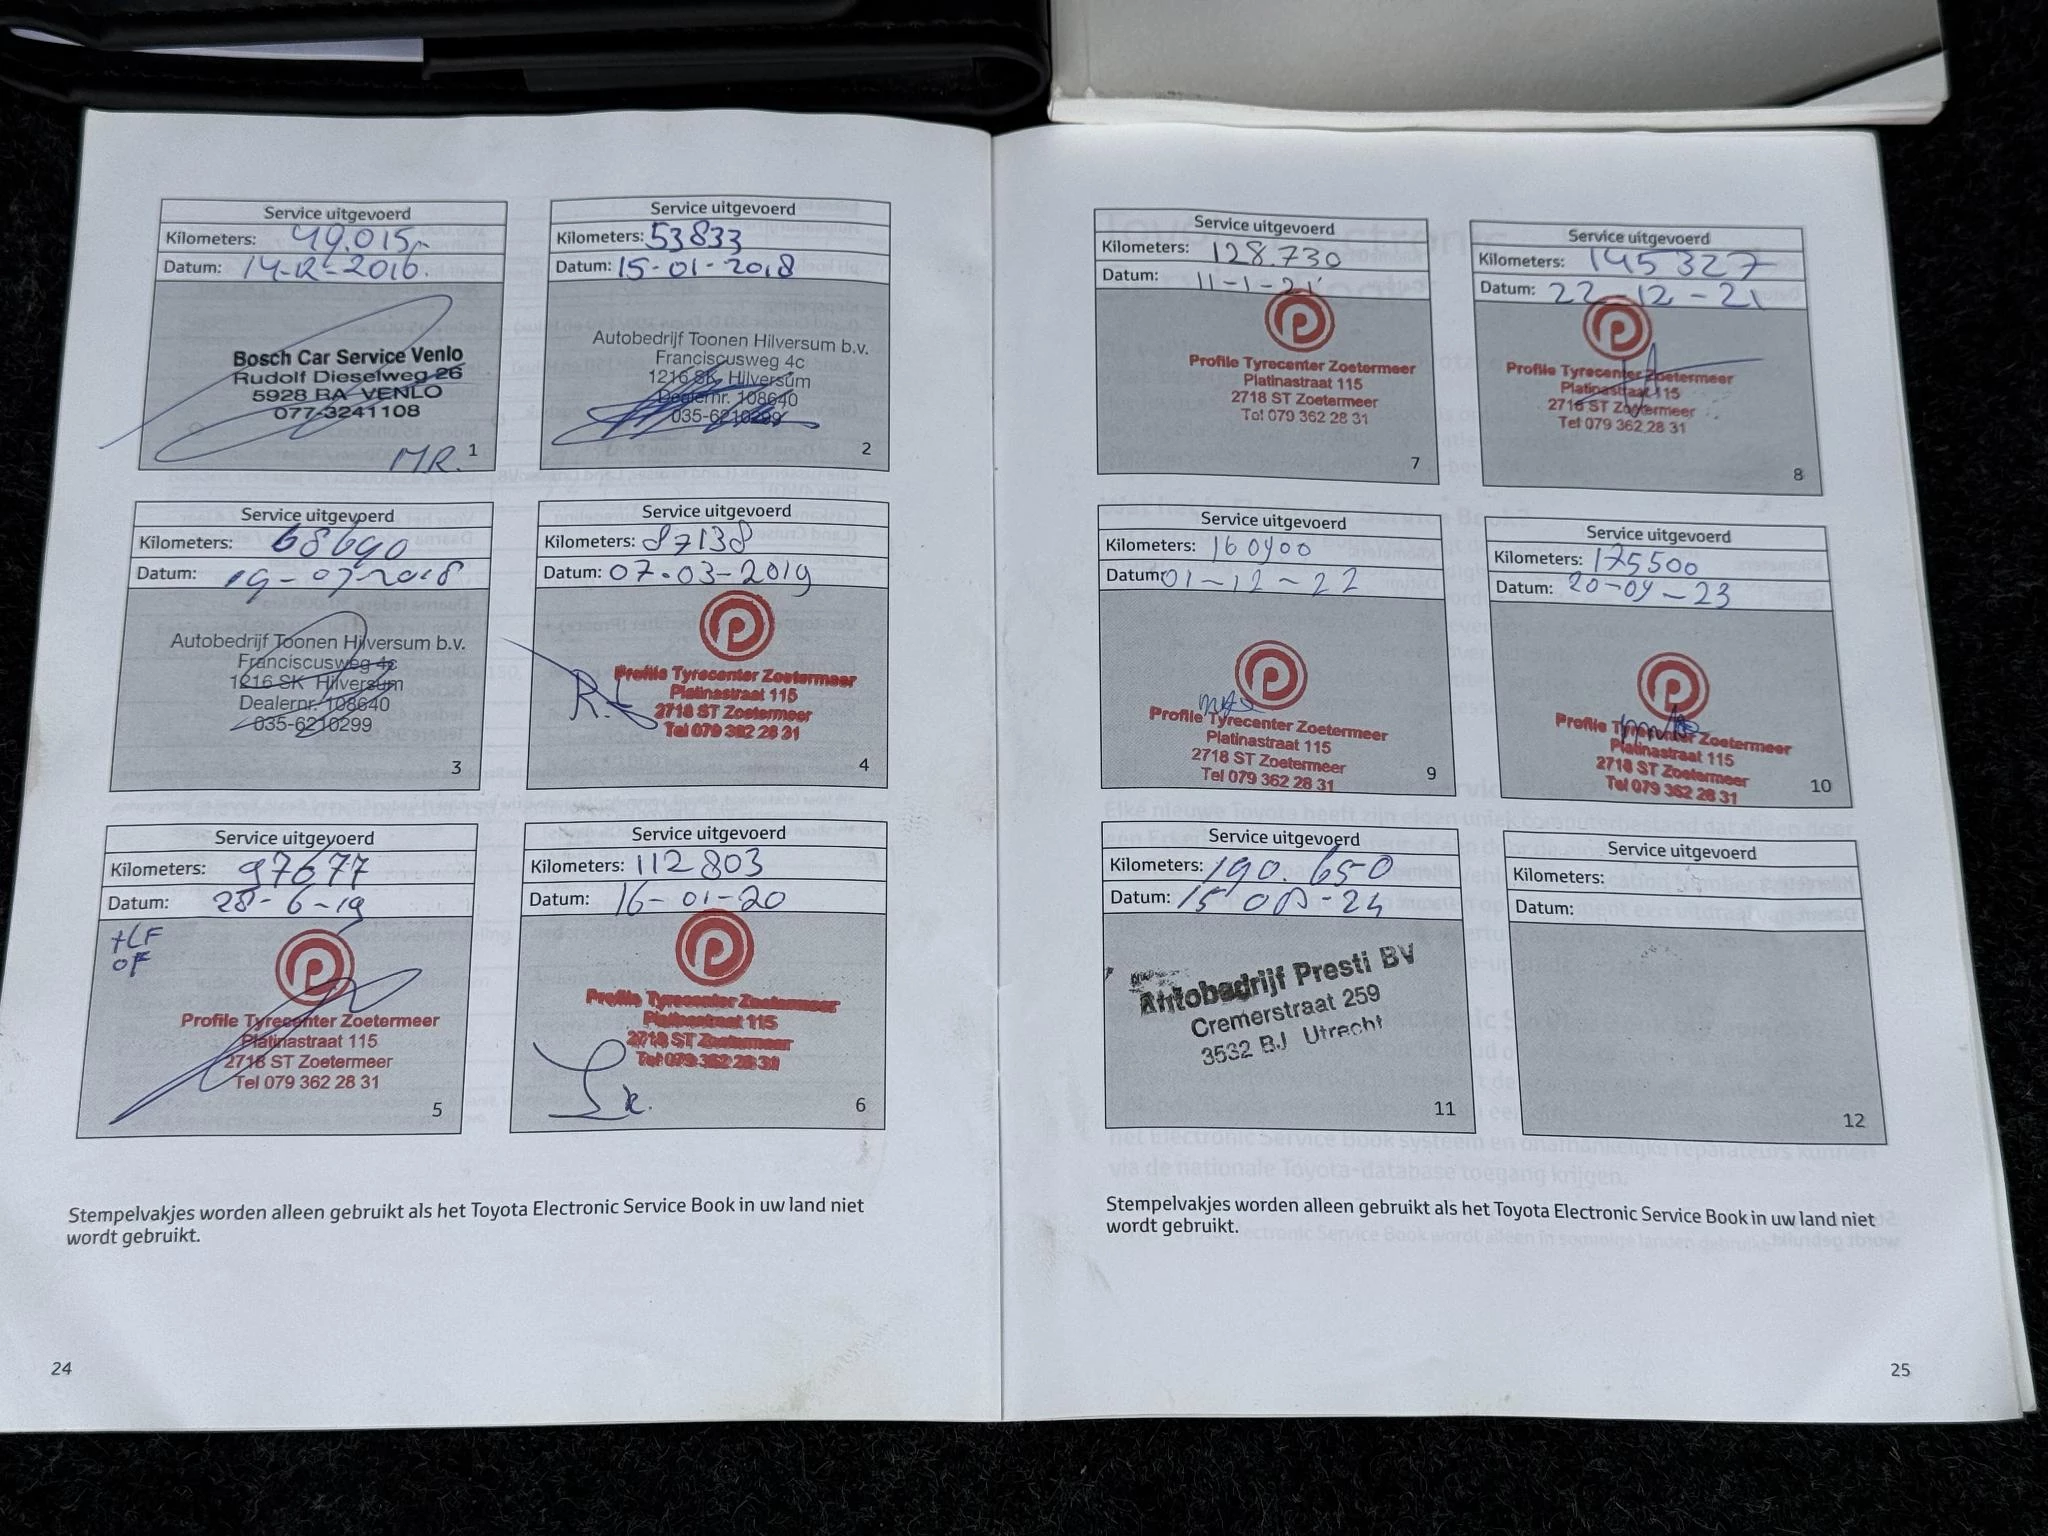 Service uitgevoerd
Kilometers: 49.015,-
Datum: 14-12-2016.
Bosch Car Service Venlo
Rudolf Dieselweg 26
5928 RA VENLO
077-3241108
MR. 1
Service uitgevoerd
Kilometers: 53833
Datum: 15-01-2018
Autobedrijf Toonen Hilversum b.v.
Franciscusweg 4c
1216 SK Hilversum
Dealernr. 108640
035-6210299
2
Service uitgevoerd
Kilometers: 68690
Datum: 19-07-2018
Autobedrijf Toonen Hilversum b.v.
Franciscusweg 4c
1216 SK Hilversum
Dealernr. 108640
035-6210299
3
Service uitgevoerd
Kilometers: 87138
Datum: 07-03-2019
Profile Tyrecenter Zoetermeer
Platinastraat 115
2718 ST Zoetermeer
Tel 079 362 28 31
4
Service uitgevoerd
Kilometers: 97677
Datum: 28-6-19
+LF
OF
Profile Tyrecenter Zoetermeer
Platinastraat 115
2718 ST Zoetermeer
Tel 079 362 28 31
5
Service uitgevoerd
Kilometers: 112803
Datum: 16-01-20
Profile Tyrecenter Zoetermeer
Platinastraat 115
2718 ST Zoetermeer
Tel 079 362 28 31
6
Stempelvakjes worden alleen gebruikt als het Toyota Electronic Service Book in uw land niet
wordt gebruikt.
24
Service uitgevoerd
Kilometers: 128.730
Datum: 11-1-21
Profile Tyrecenter Zoetermeer
Platinastraat 115
2718 ST Zoetermeer
Tel 079 362 28 31
7
Service uitgevoerd
Kilometers: 145327
Datum: 22-12-21
Profile Tyrecenter Zoetermeer
Platinastraat 115
2718 ST Zoetermeer
Tel 079 362 28 31
8
Service uitgevoerd
Kilometers: 160900
Datum: 01-12-22
Profile Tyrecenter Zoetermeer
Platinastraat 115
2718 ST Zoetermeer
Tel 079 362 28 31
9
Service uitgevoerd
Kilometers: 175500
Datum: 20-09-23
Profile Tyrecenter Zoetermeer
Platinastraat 115
2718 ST Zoetermeer
Tel 079 362 28 31
10
Service uitgevoerd
Kilometers: 190.650
Datum:
Autobedrijf Presti BV
Cremerstraat 259
3532 BJ Utrecht
11
Service uitgevoerd
Kilometers:
Datum:
12
Stempelvakjes worden alleen gebruikt als het Toyota Electronic Service Book in uw land niet
wordt gebruikt.
25